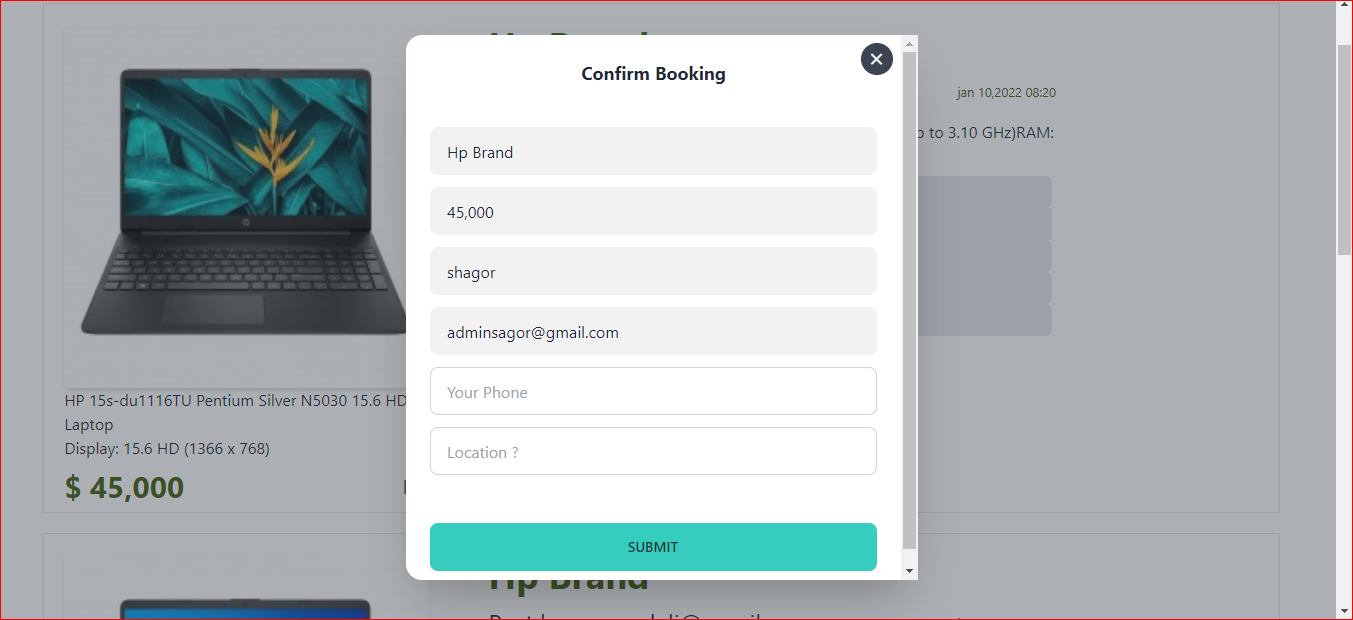 Confirm Booking
Hp Brand
45,000
shagor
adminsagor@gmail.com
Your Phone
Location ?
SUBMIT
jan 10,2022 08:20
to 3.10 GHz)RAM:
HP 15s-du1116TU Pentium Silver N5030 15.6 HD
Laptop
Display: 15.6 HD (1366 x 768)
$ 45,000
Hp Brand